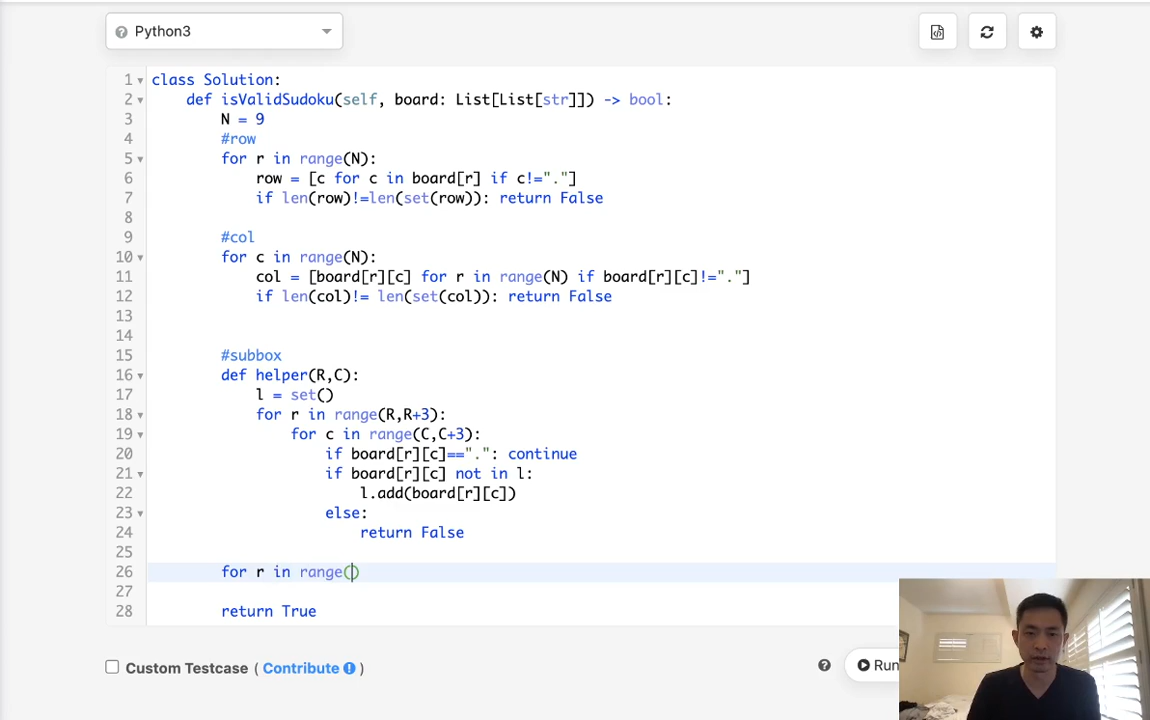 Python3
1 class Solution:
2 def isValidSudoku(self, board: List[List[str]]) -> bool:
3 N = 9
4 #row
5 for r in range(N):
6 row = [c for c in board[r] if c!="."]
7 if len(row)!=len(set(row)): return False
8
9 #col
10 for c in range(N):
11 col = [board[r][c] for r in range(N) if board[r][c]!="."]
12 if len(col)!= len(set(col)): return False
13
14
15 #subbox
16 def helper(R,C):
17 l = set()
18 for r in range(R,R+3):
19 for c in range(C,C+3):
20 if board[r][c]==".": continue
21 if board[r][c] not in l:
22 l.add(board[r][c])
23 else:
24 return False
25
26 for r in range()
27
28 return True
Custom Testcase ( Contribute )
Run